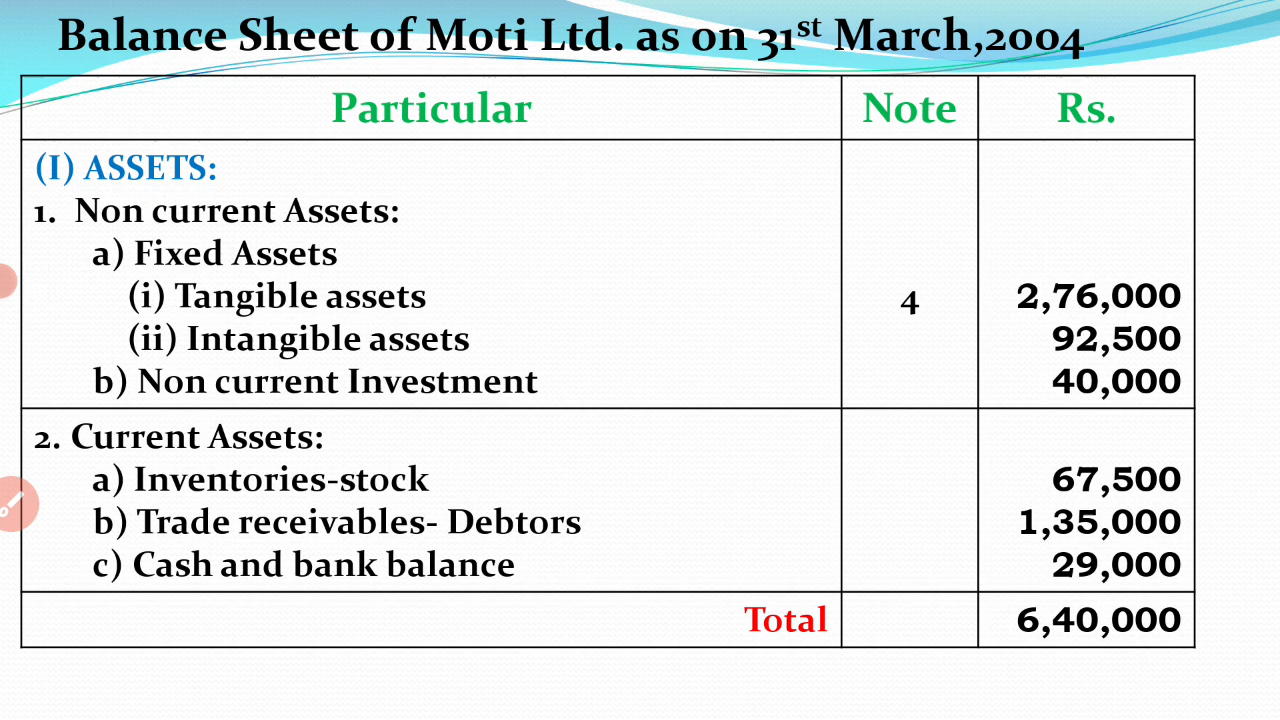 Balance Sheet of Moti Ltd. as on 31st March,2004
Particular Note Rs.
(I) ASSETS:
1. Non current Assets:
a) Fixed Assets
(i) Tangible assets 4 2,76,000
(ii) Intangible assets 92,500
b) Non current Investment 40,000
2. Current Assets:
a) Inventories-stock 67,500
b) Trade receivables- Debtors 1,35,000
c) Cash and bank balance 29,000
Total 6,40,000